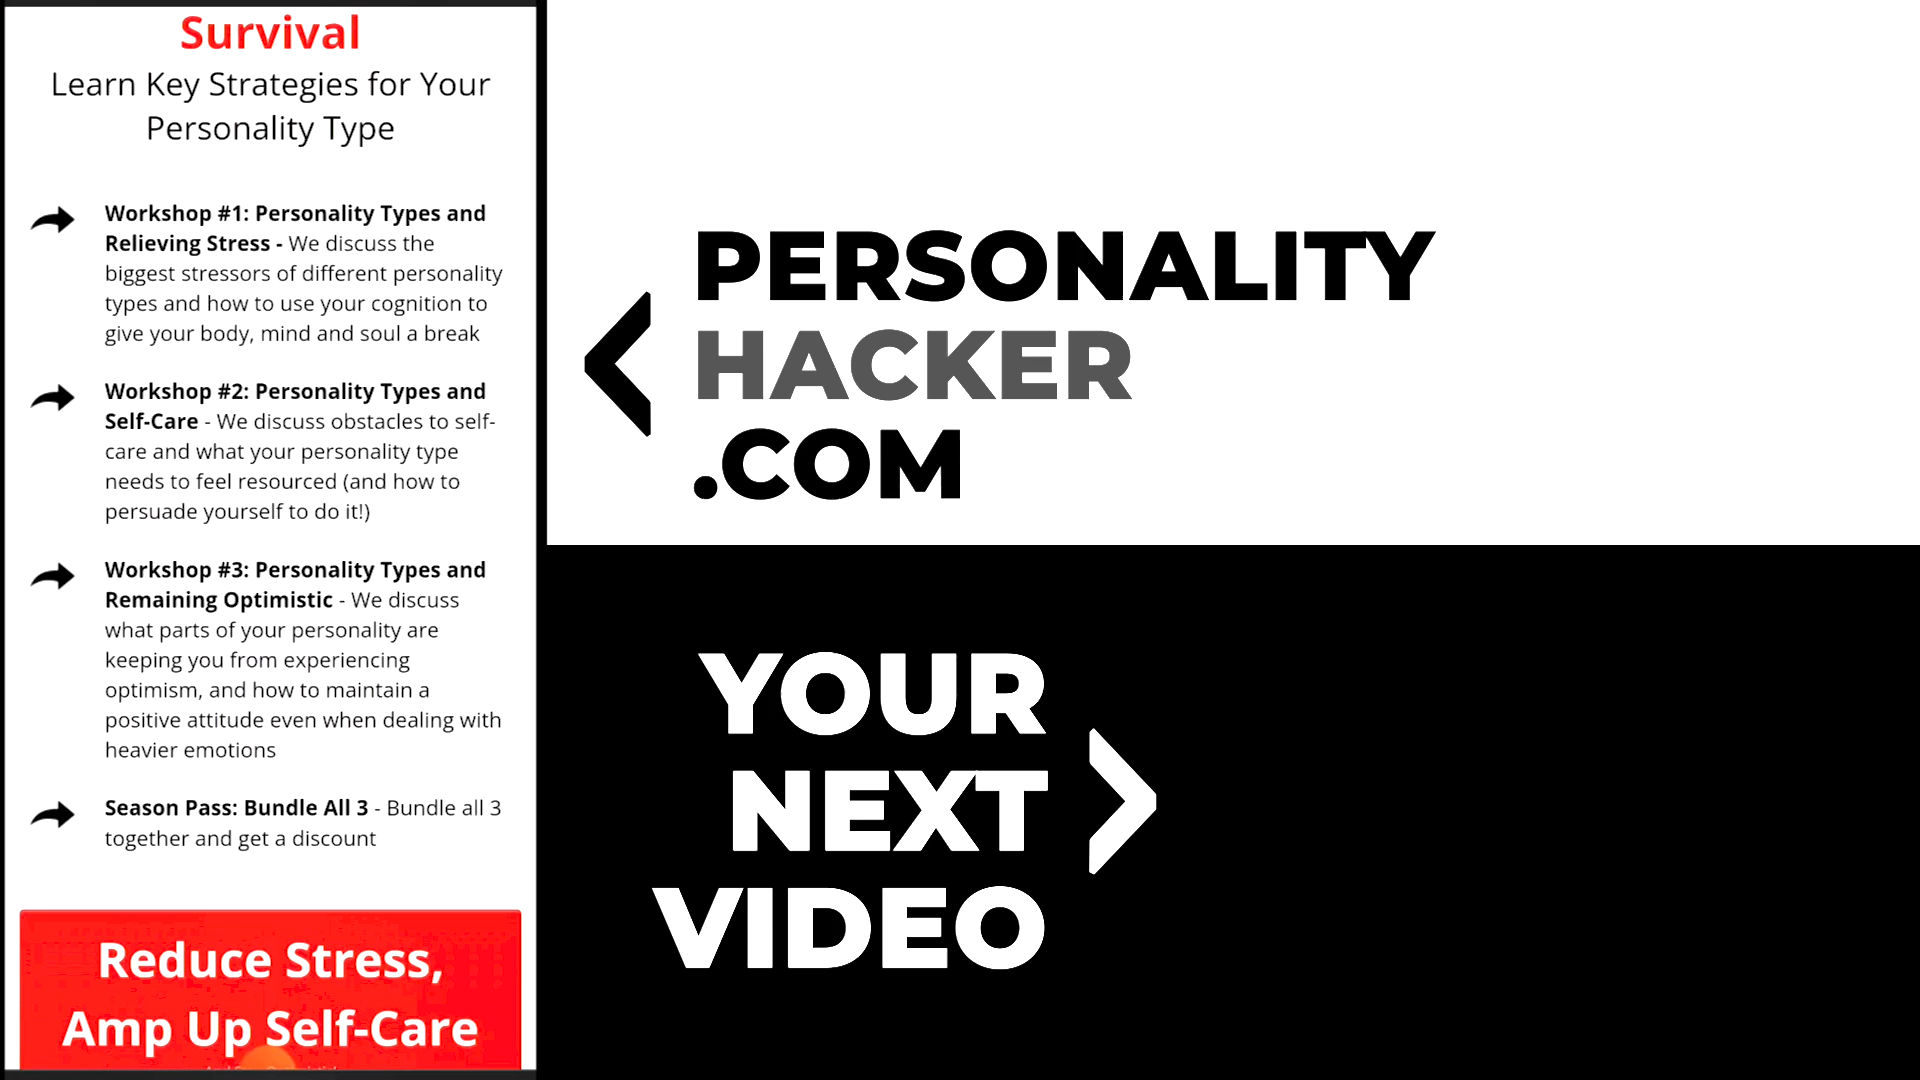 Survival
Learn Key Strategies for Your
Personality Type
Workshop #1: Personality Types and
Relieving Stress - We discuss the
biggest stressors of different personality
types and how to use your cognition to
give your body, mind and soul a break
Workshop #2: Personality Types and
Self-Care - We discuss obstacles to self-
care and what your personality type
needs to feel resourced (and how to
persuade yourself to do it!)
Workshop #3: Personality Types and
Remaining Optimistic - We discuss
what parts of your personality are
keeping you from experiencing
optimism, and how to maintain a
positive attitude even when dealing with
heavier emotions
Season Pass: Bundle All 3 - Bundle all 3
together and get a discount
Reduce Stress,
Amp Up Self-Care
PERSONALITY
HACKER
.COM
YOUR
NEXT
VIDEO